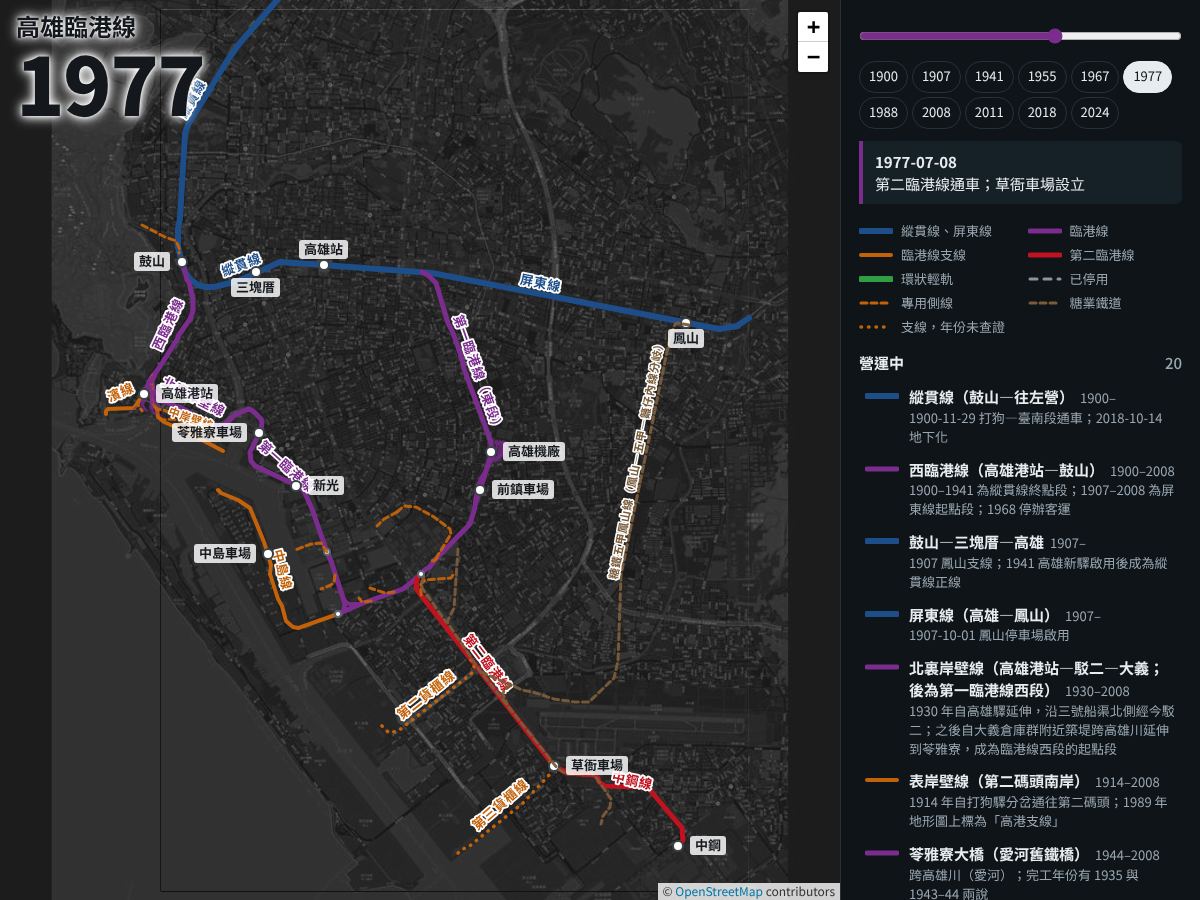 高雄臨港線
1977
+
−
縱貫線
鼓山
縱貫線
高雄站
三塊厝
屏東線
鳳山
西臨港線
第一臨港線（東段）
濱線
高雄港站
苓雅寮車場
第一臨港線
新光
高雄機廠
前鎮車場
中島車場
中島線
第二臨港線
第二貨櫃線
草衙車場
中鋼線
第三貨櫃線
中鋼
© OpenStreetMap contributors
1900
1907
1941
1955
1967
1977
1988
2008
2011
2018
2024
1977-07-08
第二臨港線通車；草衙車場設立
縱貫線、屏東線
臨港線
臨港線支線
第二臨港線
環狀輕軌
已停用
專用側線
糖業鐵道
支線，年份未查證
營運中 20
縱貫線（鼓山—往左營） 1900–
1900-11-29 打狗—臺南段通車；2018-10-14
地下化
西臨港線（高雄港站—鼓山） 1900–2008
1900–1941 為縱貫線終點段；1907–2008 為屏
東線起點段；1968 停辦客運
鼓山—三塊厝—高雄 1907–
1907 鳳山支線；1941 高雄新驛啟用後成為縱
貫線正線
屏東線（高雄—鳳山） 1907–
1907-10-01 鳳山停車場啟用
北裏岸壁線（高雄港站—駁二—大義；
後為第一臨港線西段） 1930–2008
1930 年自高雄驛延伸，沿三號船渠北側經今駁
二；之後自大義倉庫群附近築堤跨高雄川延伸
到苓雅寮，成為臨港線西段的起點段
表岸壁線（第二碼頭南岸） 1914–2008
1914 年自打狗驛分岔通往第二碼頭；1989 年
地形圖上標為「高港支線」
苓雅寮大橋（愛河舊鐵橋） 1944–2008
跨高雄川（愛河）；完工年份有 1935 與
1943–44 兩說